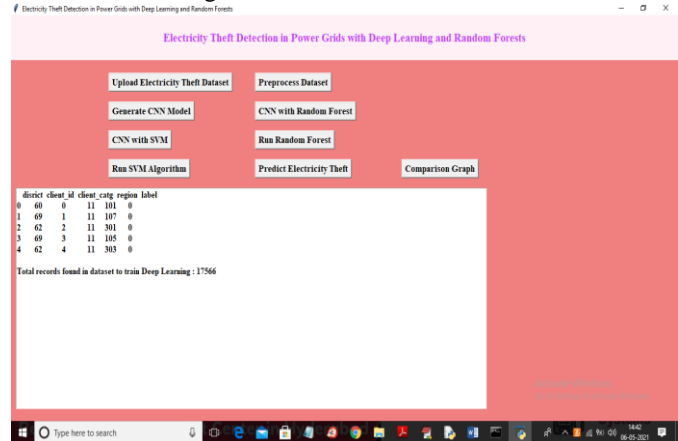 Electricity Theft Detection in Power Grids with Deep Learning and Random Forests
Electricity Theft Detection in Power Grids with Deep Learning and Random Forests
Upload Electricity Theft Dataset Preprocess Dataset
Generate CNN Model CNN with Random Forest
CNN with SVM Run Random Forest
Run SVM Algorithm Predict Electricity Theft Comparison Graph
disrict client_id client_catg region label
0 60 0 11 101 0
1 69 1 11 107 0
2 62 2 11 301 0
3 69 3 11 105 0
4 62 4 11 303 0
Total records found in dataset to train Deep Learning : 17566
Type here to search
14:42
06-05-2021